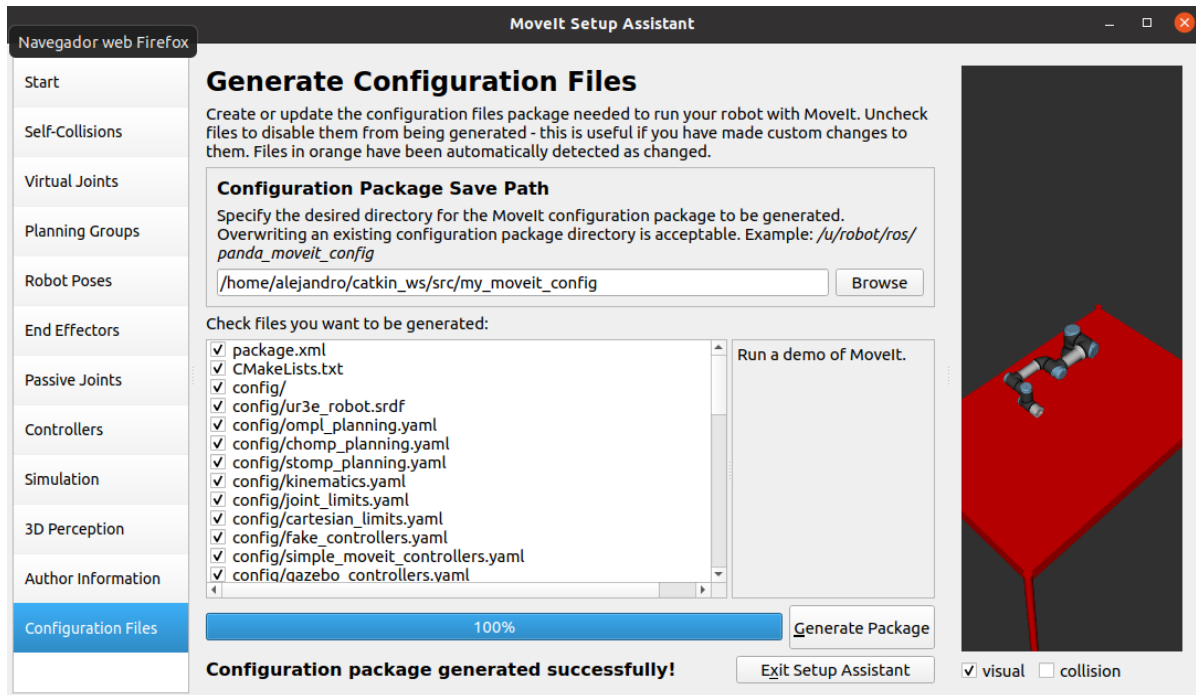 MoveIt Setup Assistant
Navegador web Firefox
Start
Self-Collisions
Virtual Joints
Planning Groups
Robot Poses
End Effectors
Passive Joints
Controllers
Simulation
3D Perception
Author Information
Configuration Files
Generate Configuration Files
Create or update the configuration files package needed to run your robot with MoveIt. Uncheck
files to disable them from being generated - this is useful if you have made custom changes to
them. Files in orange have been automatically detected as changed.
Configuration Package Save Path
Specify the desired directory for the MoveIt configuration package to be generated.
Overwriting an existing configuration package directory is acceptable. Example: /u/robot/ros/
panda_moveit_config
/home/alejandro/catkin_ws/src/my_moveit_config
Browse
Check files you want to be generated:
package.xml
CMakeLists.txt
config/
config/ur3e_robot.srdf
config/ompl_planning.yaml
config/chomp_planning.yaml
config/stomp_planning.yaml
config/kinematics.yaml
config/joint_limits.yaml
config/cartesian_limits.yaml
config/fake_controllers.yaml
config/simple_moveit_controllers.yaml
config/gazebo_controllers.yaml
Run a demo of MoveIt.
100%
Generate Package
Configuration package generated successfully!
Exit Setup Assistant
visual
collision